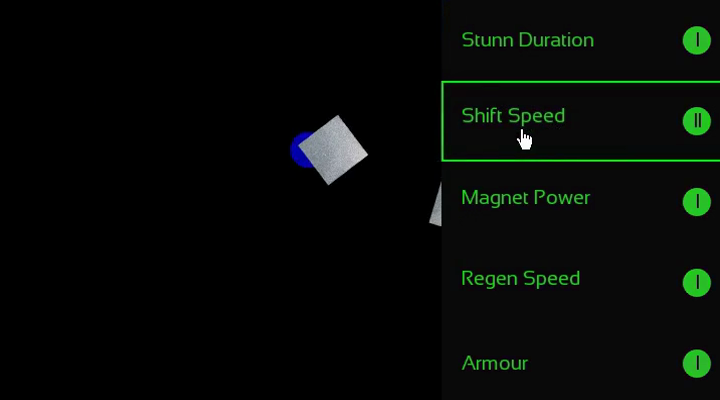 Stunn Duration I
Shift Speed II
Magnet Power I
Regen Speed I
Armour I